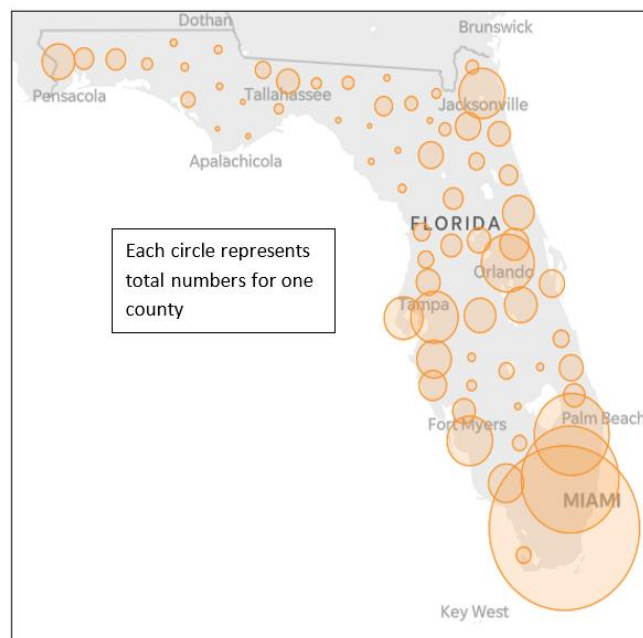 Dothan
Brunswick
Pensacola
Tallahassee
Jacksonville
Apalachicola
FLORIDA
Each circle represents
total numbers for one
county
Orlando
Tampa
Fort Myers
Palm Beach
MIAMI
Key West